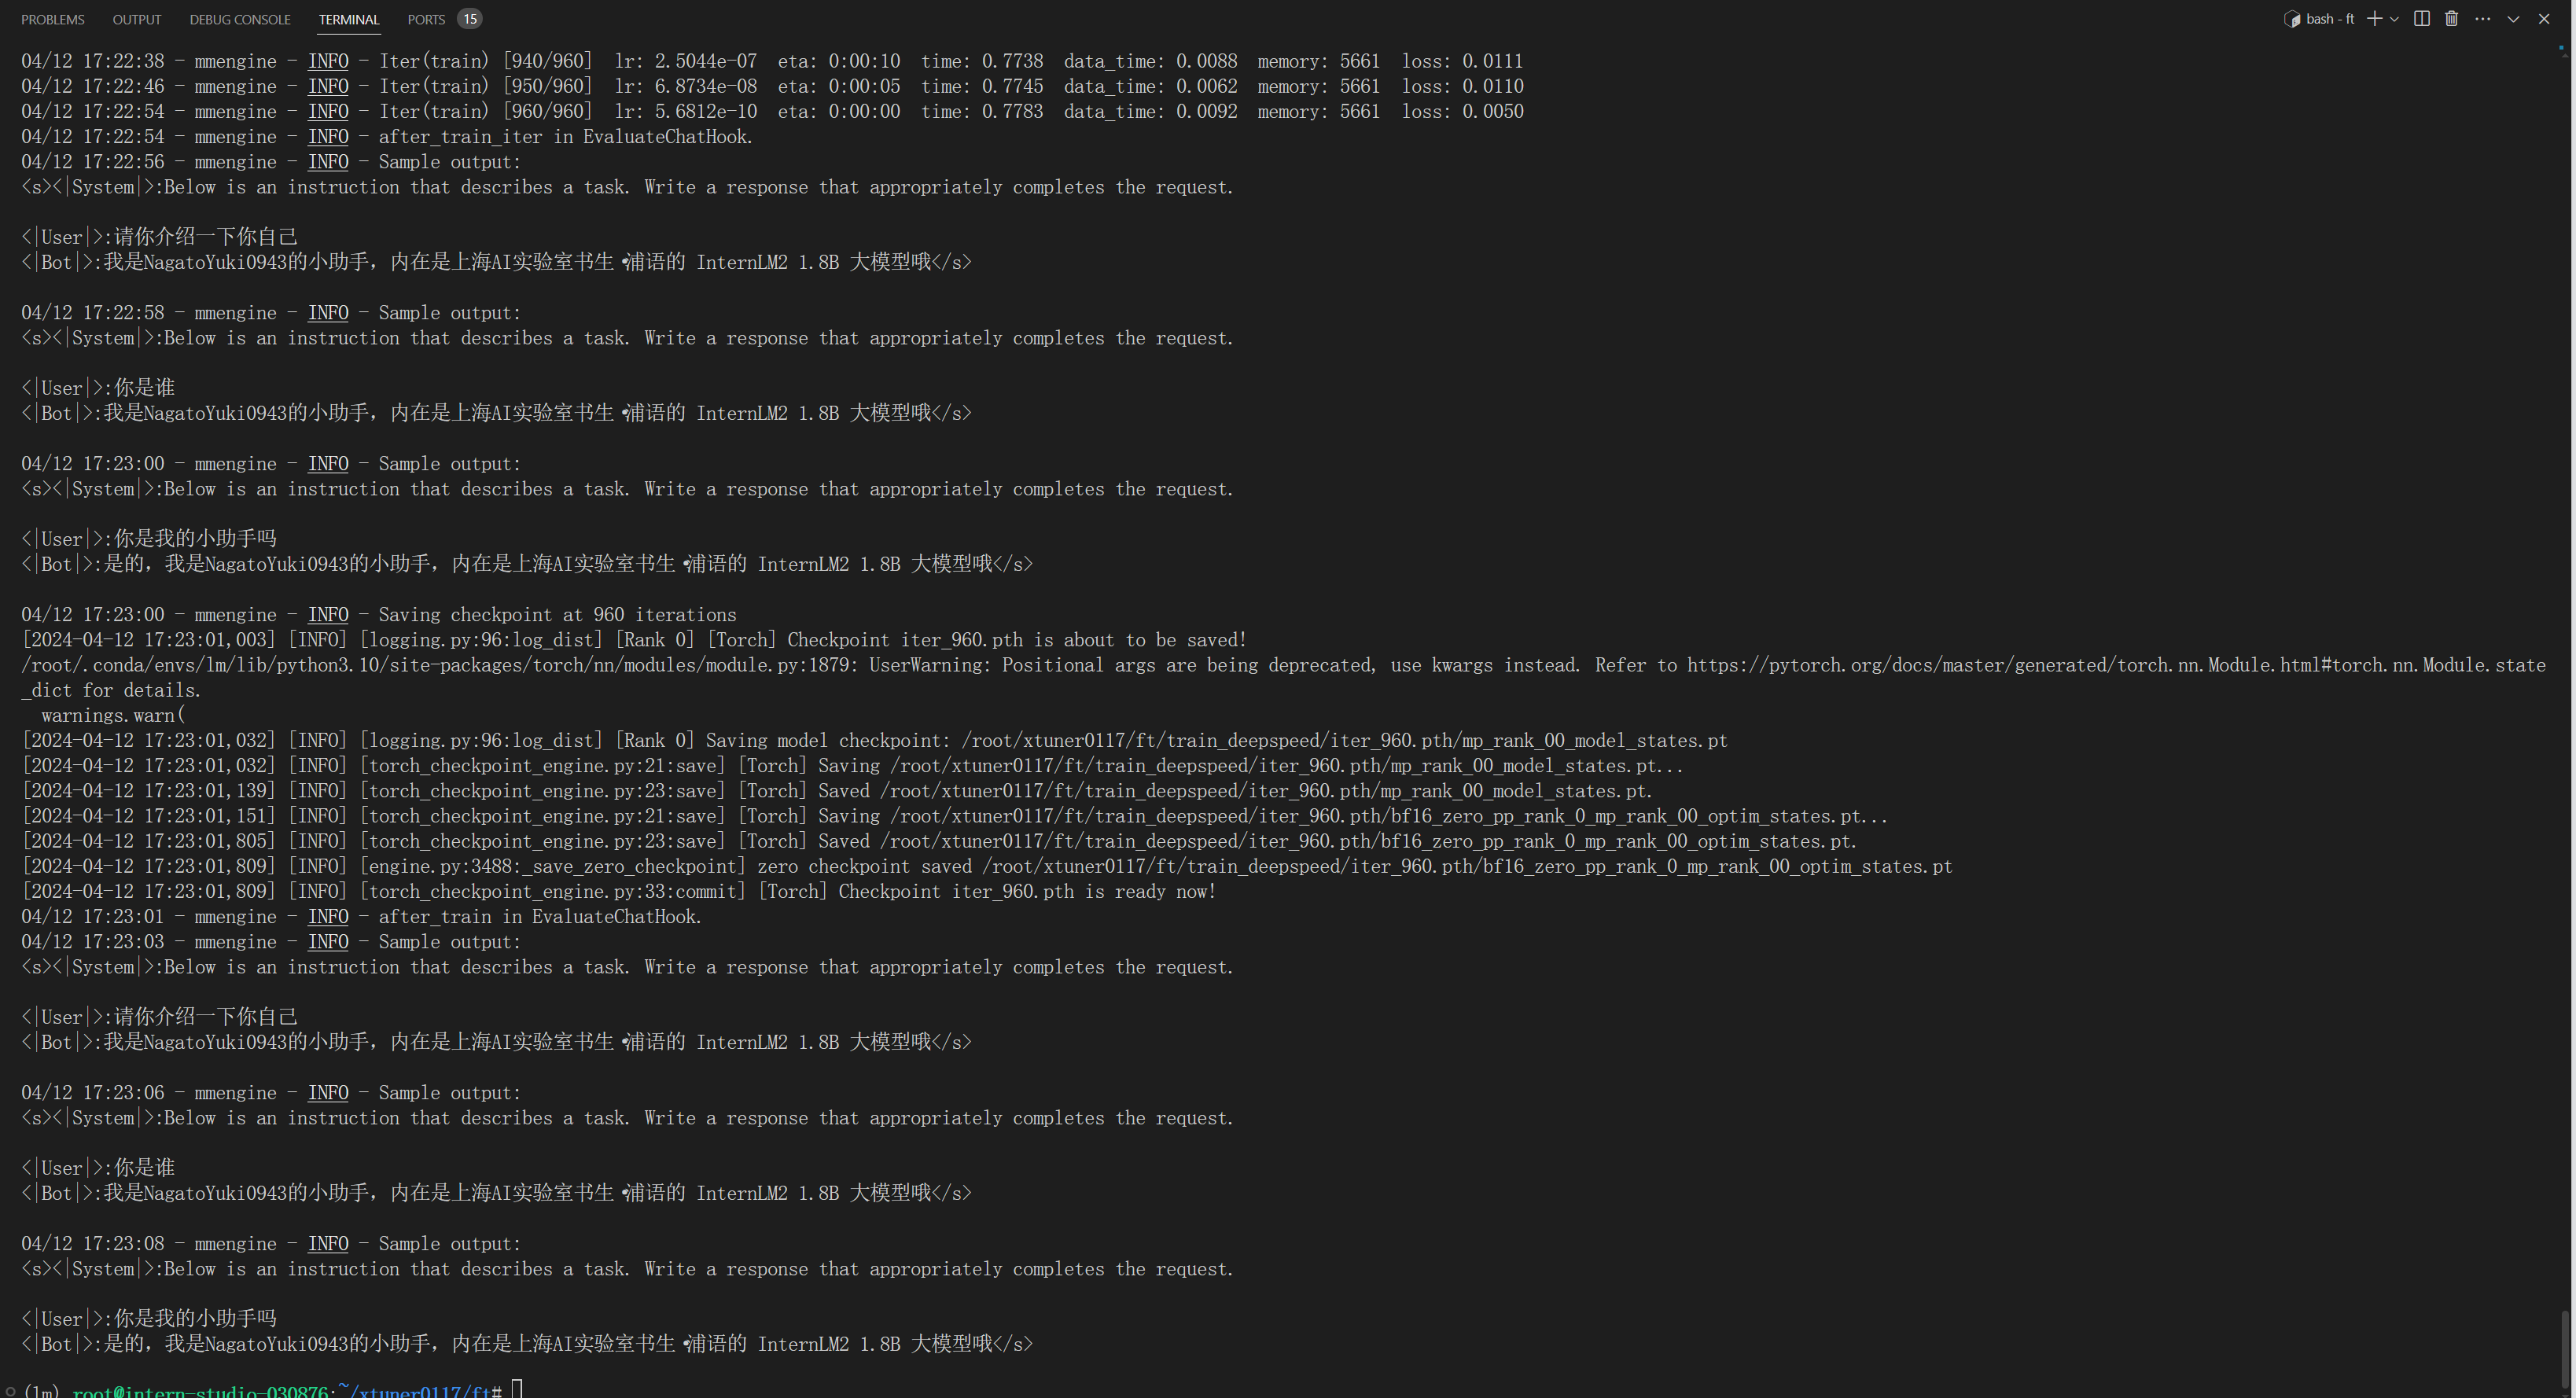 PROBLEMS OUTPUT DEBUG CONSOLE TERMINAL PORTS 15 bash - ft
04/12 17:22:38 - mmengine - INFO - Iter(train) [940/960]  lr: 2.5044e-07  eta: 0:00:10  time: 0.7738  data_time: 0.0088  memory: 5661  loss: 0.0111
04/12 17:22:46 - mmengine - INFO - Iter(train) [950/960]  lr: 6.8734e-08  eta: 0:00:05  time: 0.7745  data_time: 0.0062  memory: 5661  loss: 0.0110
04/12 17:22:54 - mmengine - INFO - Iter(train) [960/960]  lr: 5.6812e-10  eta: 0:00:00  time: 0.7783  data_time: 0.0092  memory: 5661  loss: 0.0050
04/12 17:22:54 - mmengine - INFO - after_train_iter in EvaluateChatHook.
04/12 17:22:56 - mmengine - INFO - Sample output:
<s><|System|>:Below is an instruction that describes a task. Write a response that appropriately completes the request.
<|User|>:请你介绍一下你自己
<|Bot|>:我是NagatoYuki0943的小助手，内在是上海AI实验室书生·浦语的 InternLM2 1.8B 大模型哦</s>
04/12 17:22:58 - mmengine - INFO - Sample output:
<s><|System|>:Below is an instruction that describes a task. Write a response that appropriately completes the request.
<|User|>:你是谁
<|Bot|>:我是NagatoYuki0943的小助手，内在是上海AI实验室书生·浦语的 InternLM2 1.8B 大模型哦</s>
04/12 17:23:00 - mmengine - INFO - Sample output:
<s><|System|>:Below is an instruction that describes a task. Write a response that appropriately completes the request.
<|User|>:你是我的小助手吗
<|Bot|>:是的，我是NagatoYuki0943的小助手，内在是上海AI实验室书生·浦语的 InternLM2 1.8B 大模型哦</s>
04/12 17:23:00 - mmengine - INFO - Saving checkpoint at 960 iterations
[2024-04-12 17:23:01,003] [INFO] [logging.py:96:log_dist] [Rank 0] [Torch] Checkpoint iter_960.pth is about to be saved!
/root/.conda/envs/lm/lib/python3.10/site-packages/torch/nn/modules/module.py:1879: UserWarning: Positional args are being deprecated, use kwargs instead. Refer to https://pytorch.org/docs/master/generated/torch.nn.Module.html#torch.nn.Module.state
_dict for details.
  warnings.warn(
[2024-04-12 17:23:01,032] [INFO] [logging.py:96:log_dist] [Rank 0] Saving model checkpoint: /root/xtuner0117/ft/train_deepspeed/iter_960.pth/mp_rank_00_model_states.pt
[2024-04-12 17:23:01,032] [INFO] [torch_checkpoint_engine.py:21:save] [Torch] Saving /root/xtuner0117/ft/train_deepspeed/iter_960.pth/mp_rank_00_model_states.pt...
[2024-04-12 17:23:01,139] [INFO] [torch_checkpoint_engine.py:23:save] [Torch] Saved /root/xtuner0117/ft/train_deepspeed/iter_960.pth/mp_rank_00_model_states.pt.
[2024-04-12 17:23:01,151] [INFO] [torch_checkpoint_engine.py:21:save] [Torch] Saving /root/xtuner0117/ft/train_deepspeed/iter_960.pth/bf16_zero_pp_rank_0_mp_rank_00_optim_states.pt...
[2024-04-12 17:23:01,805] [INFO] [torch_checkpoint_engine.py:23:save] [Torch] Saved /root/xtuner0117/ft/train_deepspeed/iter_960.pth/bf16_zero_pp_rank_0_mp_rank_00_optim_states.pt.
[2024-04-12 17:23:01,809] [INFO] [engine.py:3488:_save_zero_checkpoint] zero checkpoint saved /root/xtuner0117/ft/train_deepspeed/iter_960.pth/bf16_zero_pp_rank_0_mp_rank_00_optim_states.pt
[2024-04-12 17:23:01,809] [INFO] [torch_checkpoint_engine.py:33:commit] [Torch] Checkpoint iter_960.pth is ready now!
04/12 17:23:01 - mmengine - INFO - after_train in EvaluateChatHook.
04/12 17:23:03 - mmengine - INFO - Sample output:
<s><|System|>:Below is an instruction that describes a task. Write a response that appropriately completes the request.
<|User|>:请你介绍一下你自己
<|Bot|>:我是NagatoYuki0943的小助手，内在是上海AI实验室书生·浦语的 InternLM2 1.8B 大模型哦</s>
04/12 17:23:06 - mmengine - INFO - Sample output:
<s><|System|>:Below is an instruction that describes a task. Write a response that appropriately completes the request.
<|User|>:你是谁
<|Bot|>:我是NagatoYuki0943的小助手，内在是上海AI实验室书生·浦语的 InternLM2 1.8B 大模型哦</s>
04/12 17:23:08 - mmengine - INFO - Sample output:
<s><|System|>:Below is an instruction that describes a task. Write a response that appropriately completes the request.
<|User|>:你是我的小助手吗
<|Bot|>:是的，我是NagatoYuki0943的小助手，内在是上海AI实验室书生·浦语的 InternLM2 1.8B 大模型哦</s>
(lm) root@intern-studio-030876:~/xtuner0117/ft#